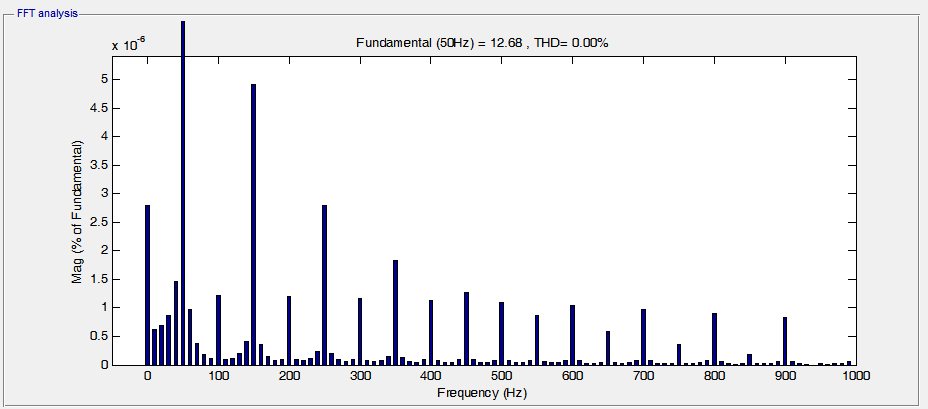 FFT analysis
x 10-6
Fundamental (50Hz) = 12.68 , THD= 0.00%
5
4.5
4
3.5
3
2.5
2
1.5
1
0.5
0
Mag (% of Fundamental)
0 100 200 300 400 500 600 700 800 900 1000
Frequency (Hz)